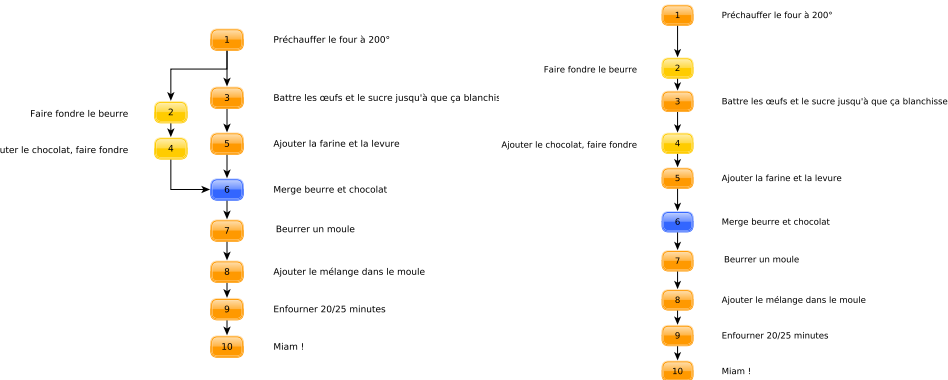 1 Préchauffer le four à 200°
Faire fondre le beurre 2
3 Battre les œufs et le sucre jusqu'à que ça blanchis
uter le chocolat, faire fondre 4
5 Ajouter la farine et la levure
6 Merge beurre et chocolat
7 Beurrer un moule
8 Ajouter le mélange dans le moule
9 Enfourner 20/25 minutes
10 Miam !
1 Préchauffer le four à 200°
Faire fondre le beurre 2
3 Battre les œufs et le sucre jusqu'à que ça blanchisse
Ajouter le chocolat, faire fondre 4
5 Ajouter la farine et la levure
6 Merge beurre et chocolat
7 Beurrer un moule
8 Ajouter le mélange dans le moule
9 Enfourner 20/25 minutes
10 Miam !